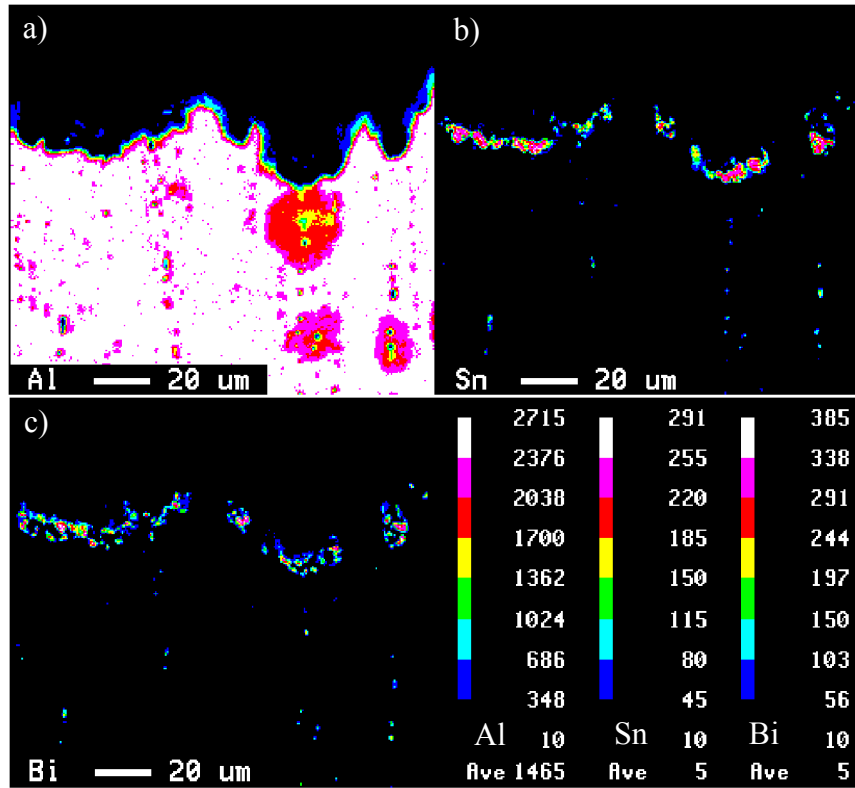 a)
Al 20 um
b)
Sn 20 um
c)
Bi 20 um
2715 291 385
2376 255 338
2038 220 291
1700 185 244
1362 150 197
1024 115 150
686 80 103
348 45 56
Al 10 Sn 10 Bi 10
Ave 1465 Ave 5 Ave 5